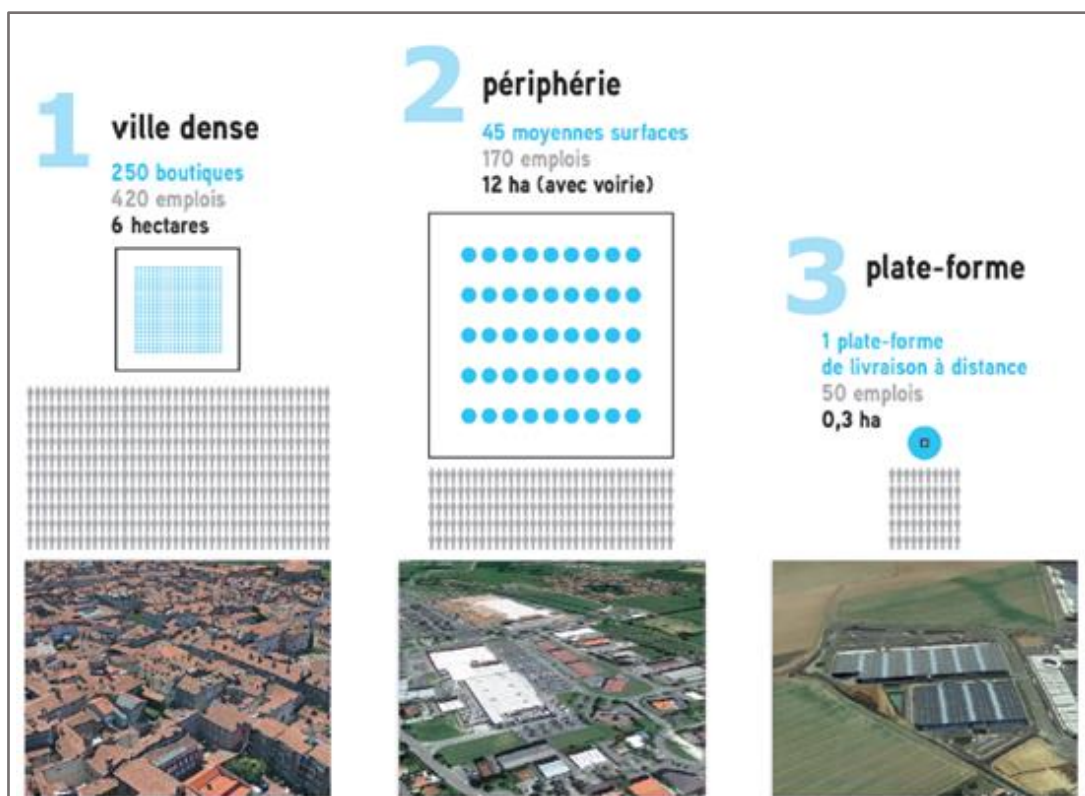 1
ville dense
250 boutiques
420 emplois
6 hectares
2
périphérie
45 moyennes surfaces
170 emplois
12 ha (avec voirie)
3
plate-forme
1 plate-forme
de livraison à distance
50 emplois
0,3 ha